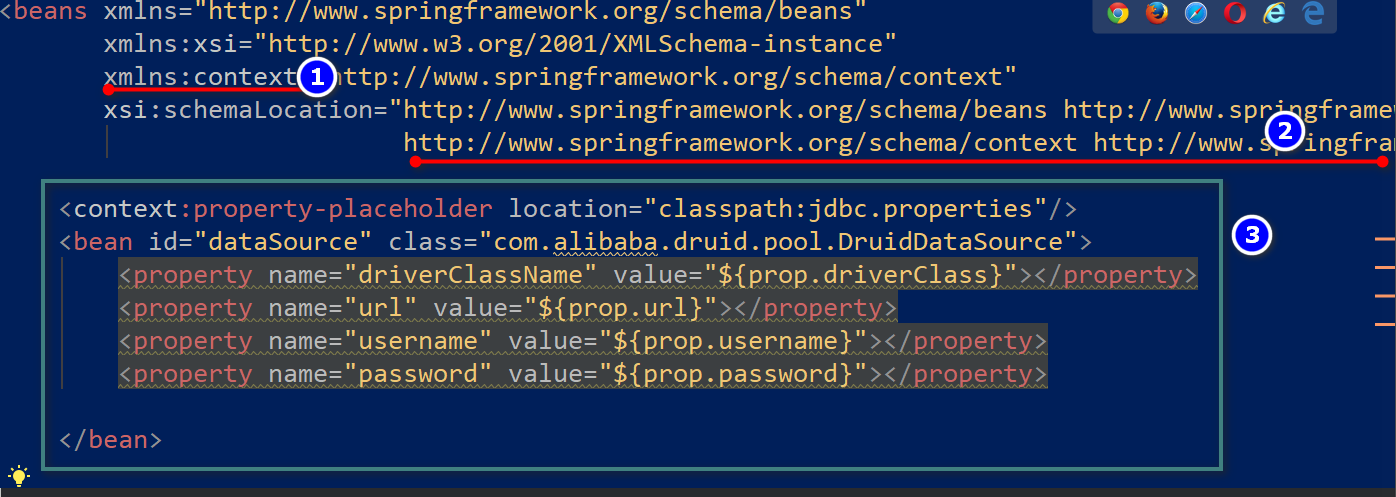 <beans xmlns="http://www.springframework.org/schema/beans"
xmlns:xsi="http://www.w3.org/2001/XMLSchema-instance"
xmlns:context 1 http://www.springframework.org/schema/context"
xsi:schemaLocation="http://www.springframework.org/schema/beans http://www.springframe
2
http://www.springframework.org/schema/context http://www.springfra
<context:property-placeholder location="classpath:jdbc.properties"/>
3
<bean id="dataSource" class="com.alibaba.druid.pool.DruidDataSource">
<property name="driverClassName" value="${prop.driverClass}"></property>
<property name="url" value="${prop.url}"></property>
<property name="username" value="${prop.username}"></property>
<property name="password" value="${prop.password}"></property>
</bean>